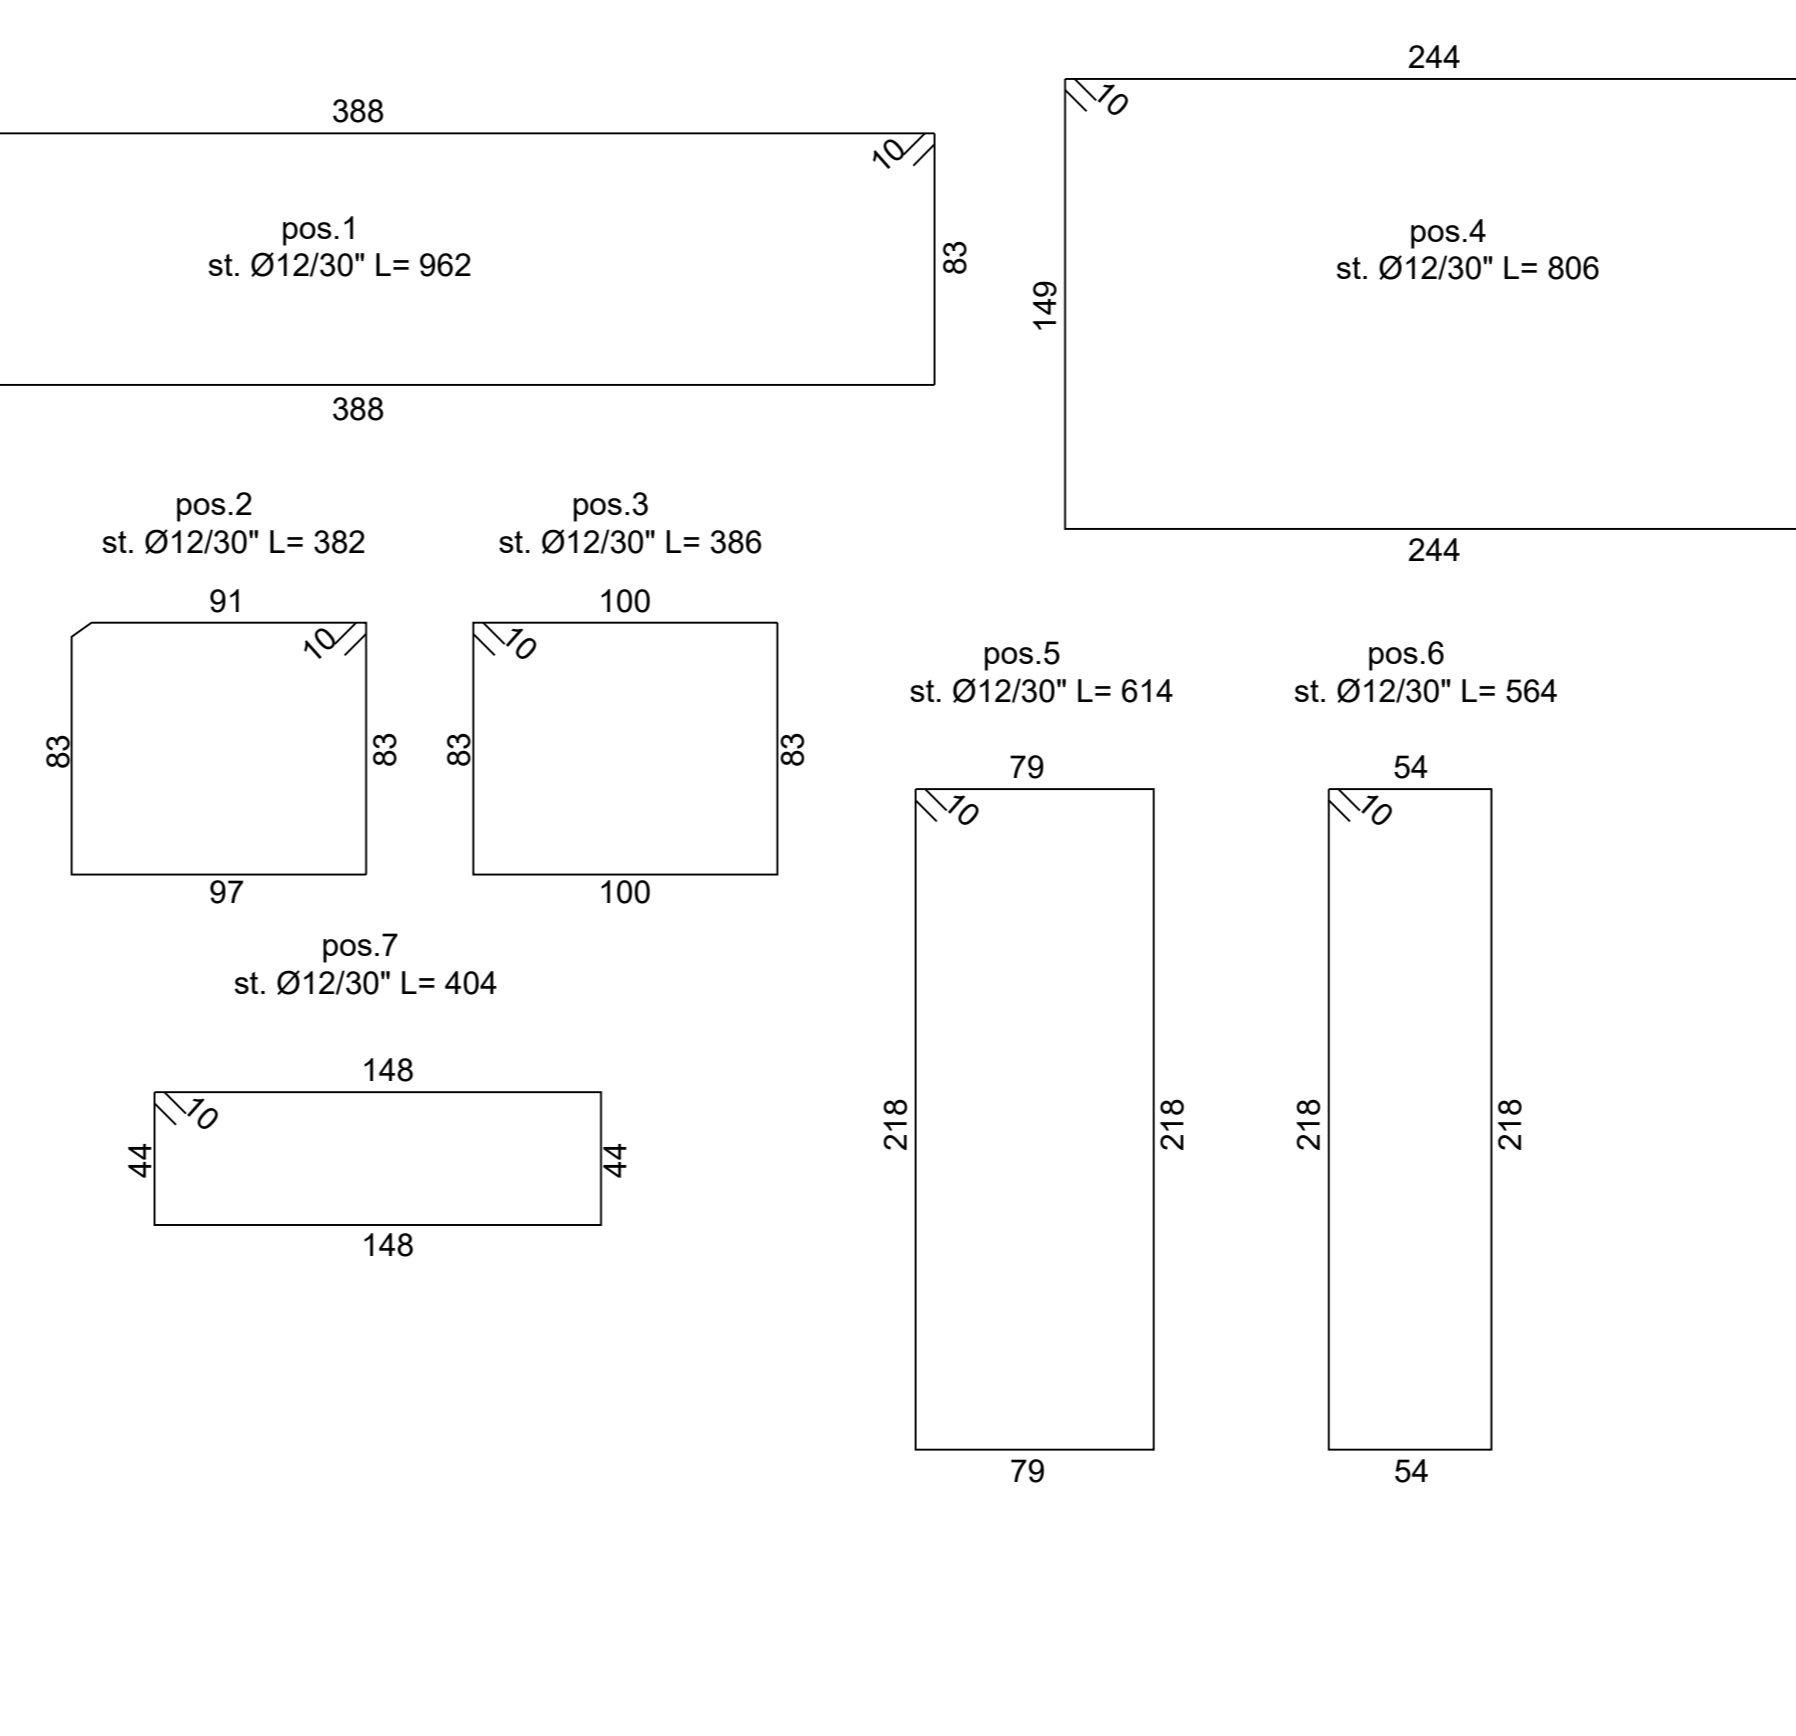 388
10
pos.1
st. Ø12/30" L= 962
83
388
244
10
pos.4
st. Ø12/30" L= 806
149
244
pos.2
st. Ø12/30" L= 382
91
10
83
83
97
pos.3
st. Ø12/30" L= 386
100
10
83
83
100
pos.5
st. Ø12/30" L= 614
79
10
218
218
79
pos.6
st. Ø12/30" L= 564
54
10
218
218
54
pos.7
st. Ø12/30" L= 404
148
10
44
44
148